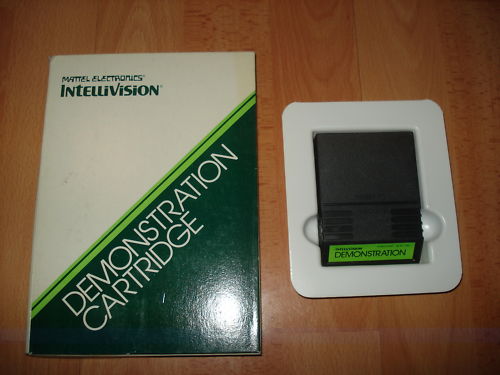 MATTEL ELECTRONICS®
INTELLIVISION®
DEMONSTRATION
CARTRIDGE
INTELLIVISION
DEMONSTRATION